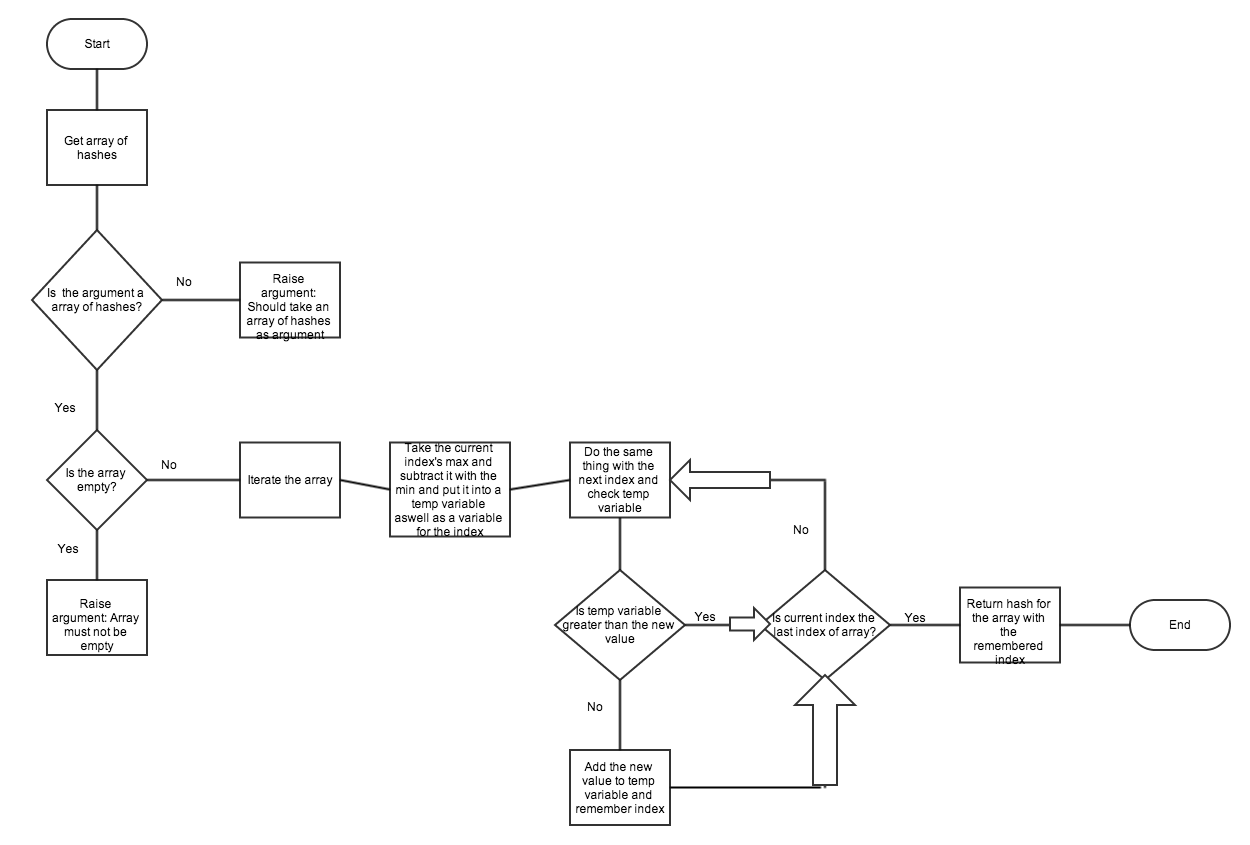 Start
Get array of
hashes
Is the argument a
array of hashes?
No
Raise
argument:
Should take an
array of hashes
as argument
Yes
Is the array
empty?
No
Iterate the array
Take the current
index's max and
subtract it with the
min and put it into a
temp variable
aswell as a variable
for the index
Do the same
thing with the
next index and
check temp
variable
No
Yes
Raise
argument: Array
must not be
empty
Is temp variable
greater than the new
value
Yes
Is current index the
last index of array?
Yes
Return hash for
the array with
the
remembered
index
End
No
Add the new
value to temp
variable and
remember index